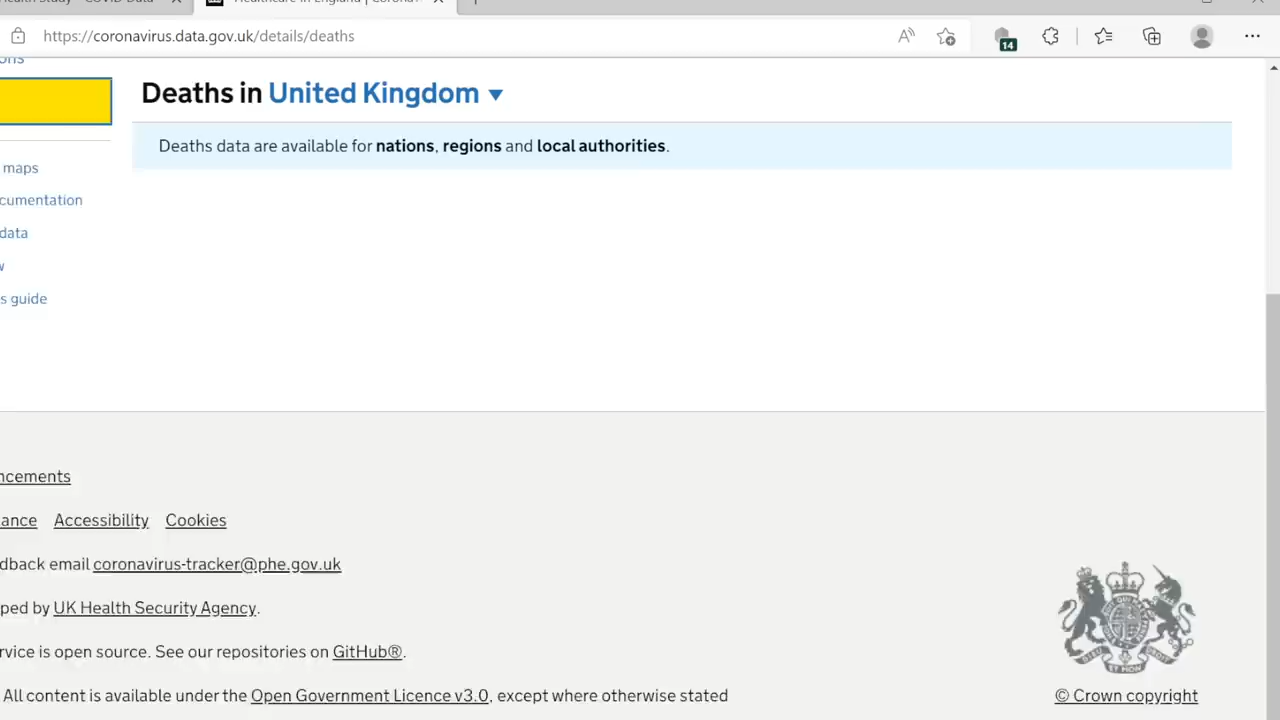 https://coronavirus.data.gov.uk/details/deaths
14
Deaths in United Kingdom
Deaths data are available for nations, regions and local authorities.
maps
cumentation
data
w
s guide
ncements
ance Accessibility Cookies
dback email coronavirus-tracker@phe.gov.uk
ped by UK Health Security Agency.
rvice is open source. See our repositories on GitHub®.
All content is available under the Open Government Licence v3.0, except where otherwise stated
© Crown copyright